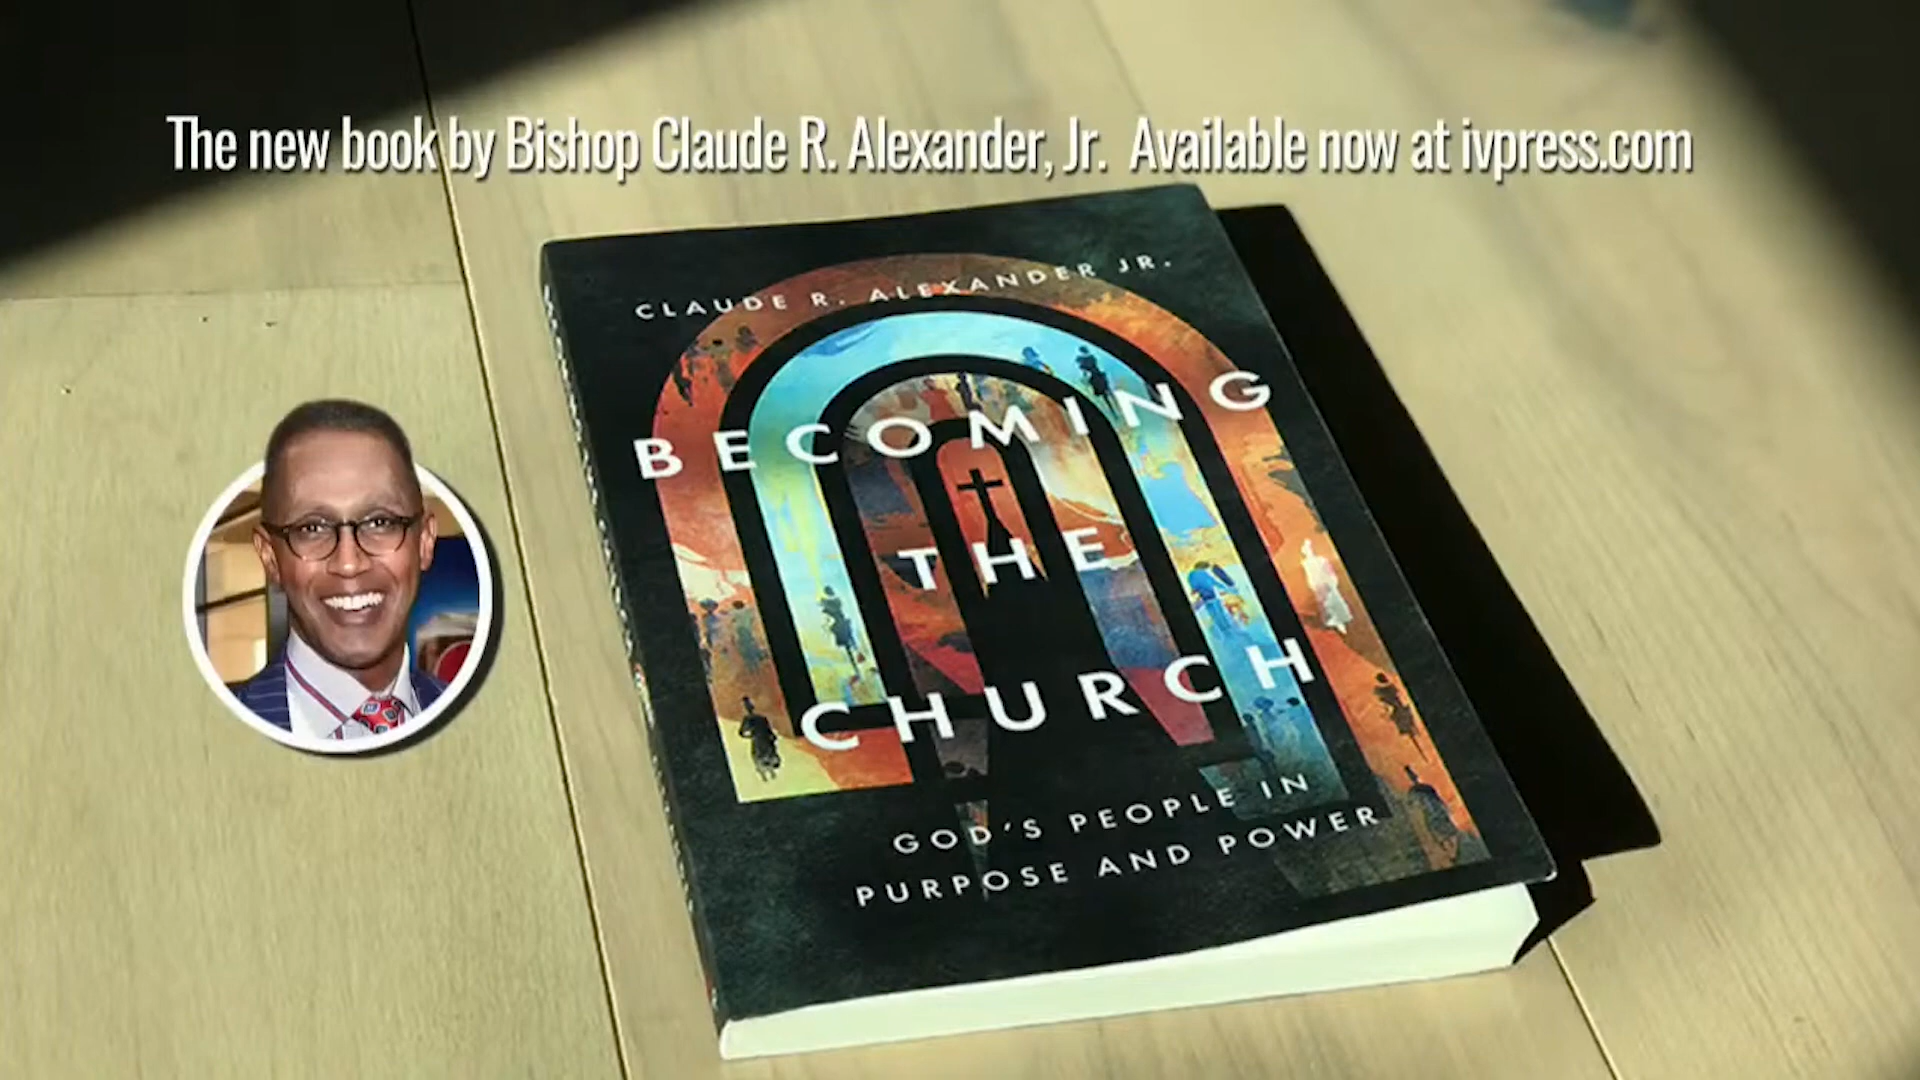 The new book by Bishop Claude R. Alexander, Jr. Available now at ivpress.com
CLAUDE R. ALEXANDER JR.
BECOMING
THE
CHURCH
GOD'S PEOPLE IN
PURPOSE AND POWER